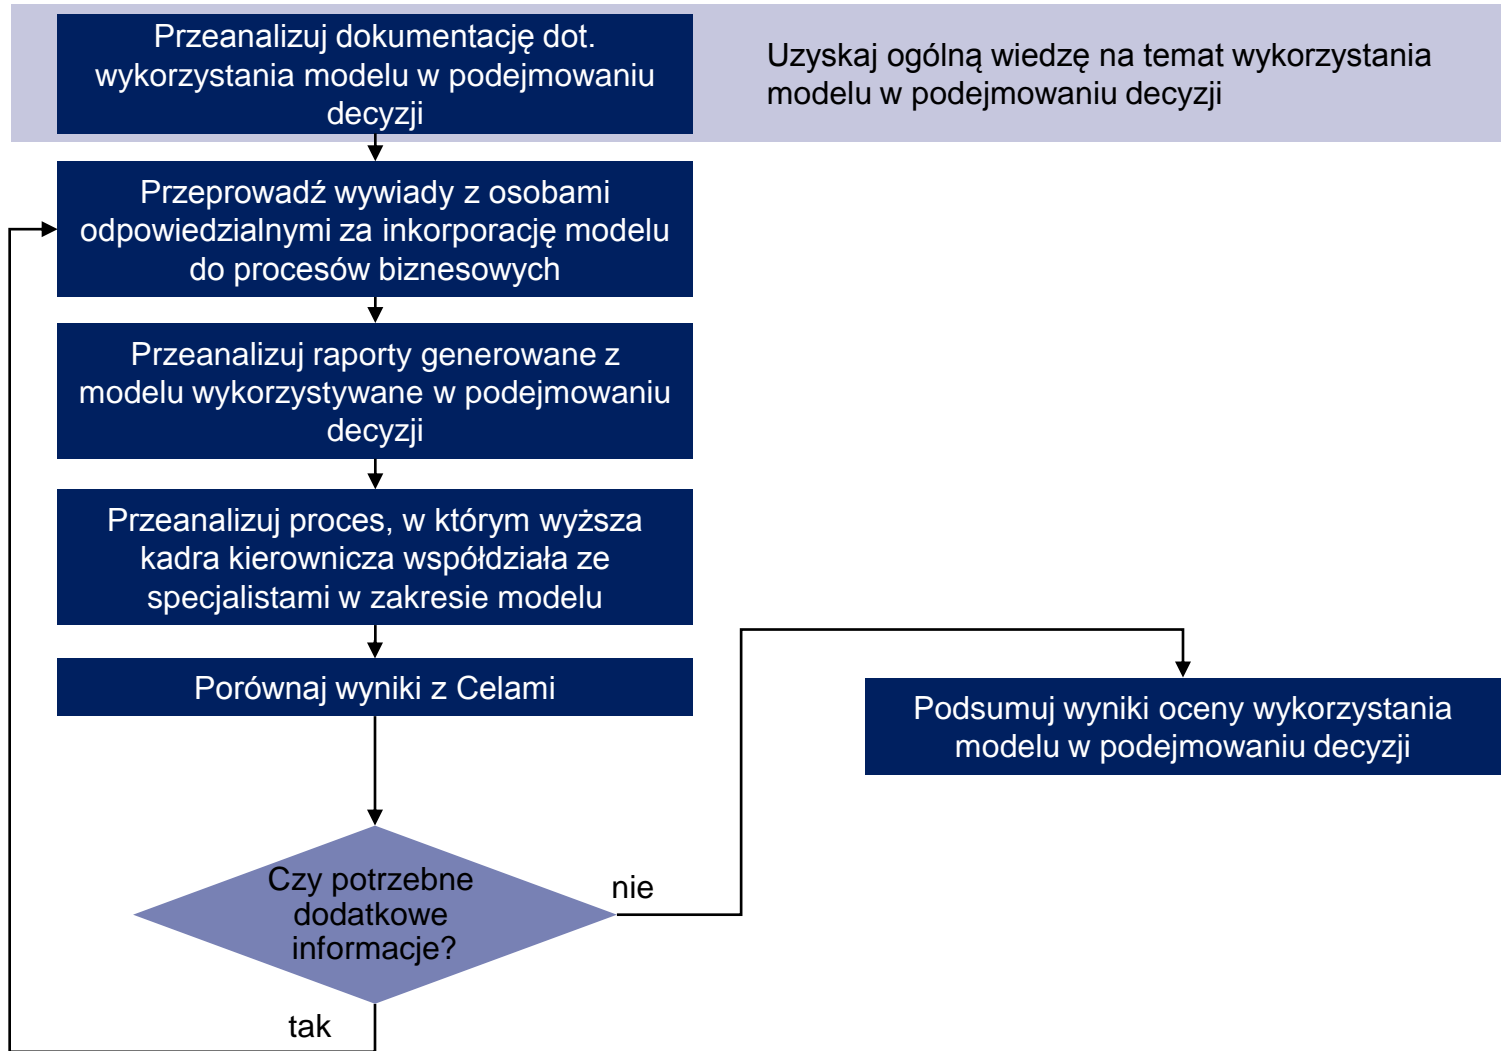 Przeanalizuj dokumentację dot.
wykorzystania modelu w podejmowaniu
decyzji
Uzyskaj ogólną wiedzę na temat wykorzystania
modelu w podejmowaniu decyzji
Przeprowadź wywiady z osobami
odpowiedzialnymi za inkorporację modelu
do procesów biznesowych
Przeanalizuj raporty generowane z
modelu wykorzystywane w podejmowaniu
decyzji
Przeanalizuj proces, w którym wyższa
kadra kierownicza współdziała ze
specjalistami w zakresie modelu
Porównaj wyniki z Celami
Podsumuj wyniki oceny wykorzystania
modelu w podejmowaniu decyzji
Czy potrzebne
dodatkowe
informacje?
nie
tak